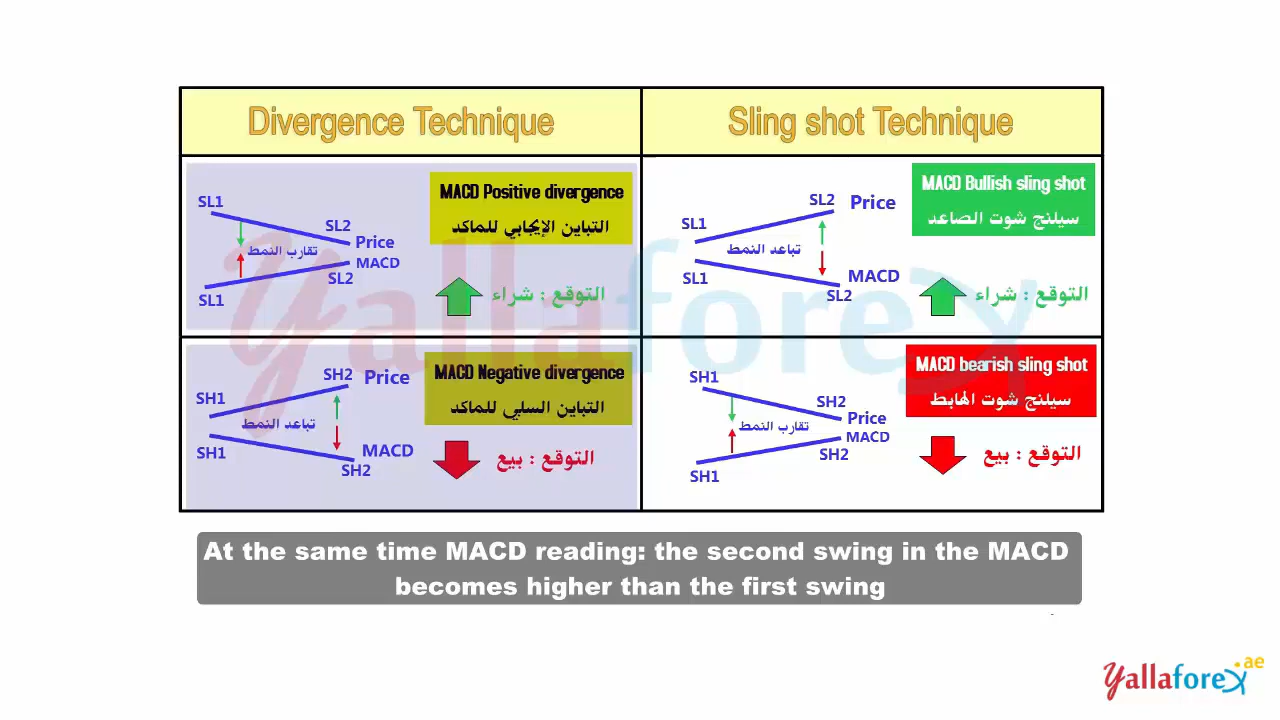 Divergence Technique
Sling shot Technique
MACD Positive divergence
التباين الإيجابي للماكد
SL1
SL2
Price
تقارب النمط
MACD
SL2
SL1
التوقع : شراء
MACD Bullish sling shot
سيلنج شوت الصاعد
SL2
Price
SL1
تباعد النمط
SL1
MACD
SL2
التوقع : شراء
MACD Negative divergence
التباين السلبي للماكد
SH2
Price
SH1
تباعد النمط
SH1
MACD
SH2
التوقع : بيع
MACD bearish sling shot
سيلنج شوت الهابط
SH1
SH2
Price
تقارب النمط
MACD
SH2
SH1
التوقع : بيع
yallaforex
At the same time MACD reading: the second swing in the MACD
becomes higher than the first swing
yallaforex.ae